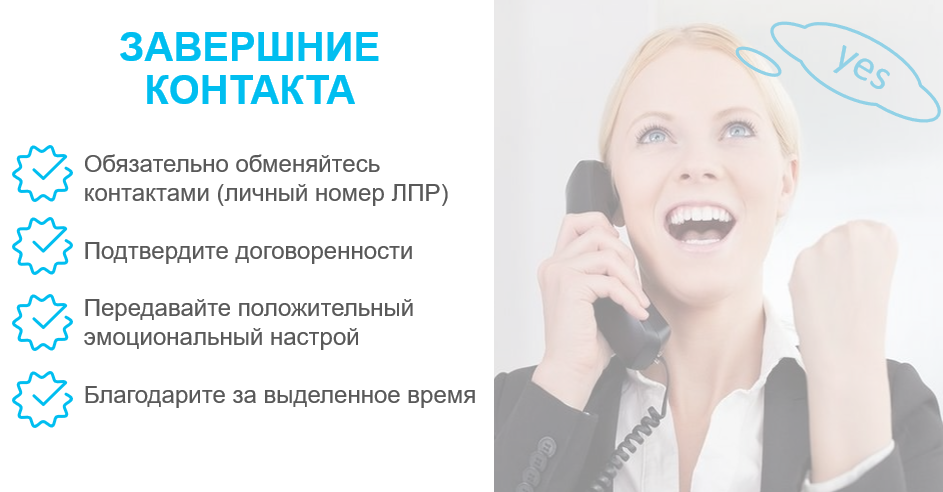 ЗАВЕРШНИЕ
КОНТАКТА
Обязательно обменяйтесь
контактами (личный номер ЛПР)
Подтвердите договоренности
Передавайте положительный
эмоциональный настрой
Благодарите за выделенное время
yes